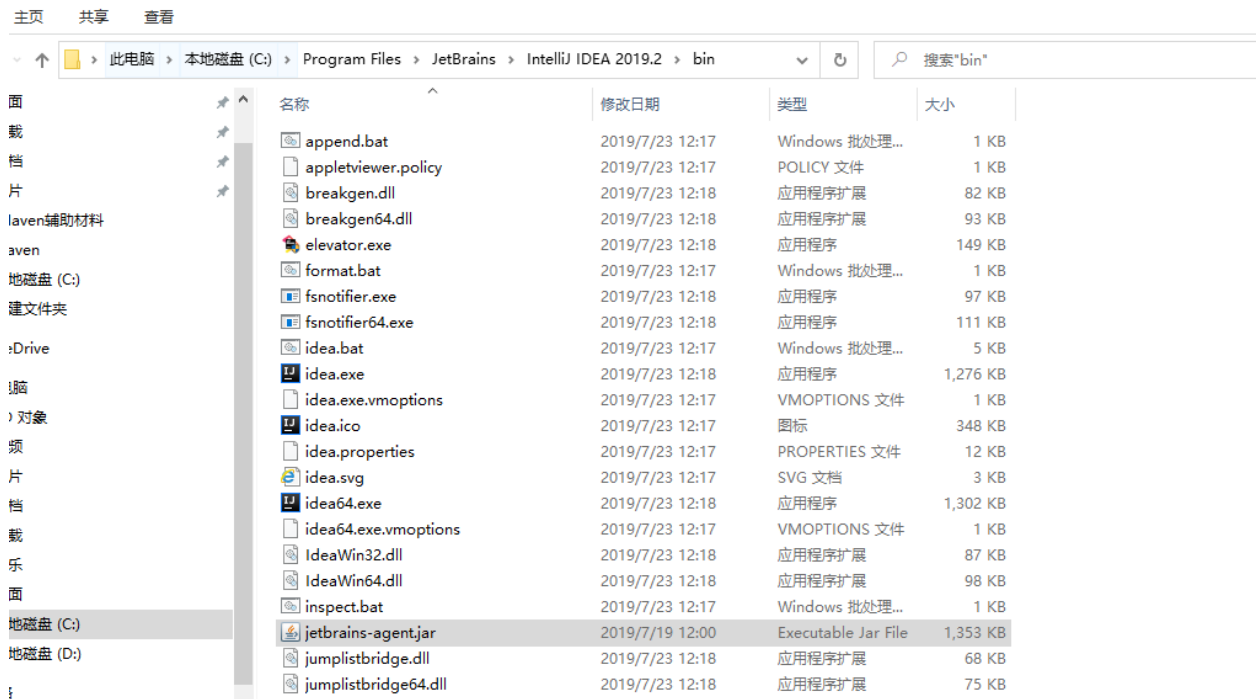 主页 共享 查看
此电脑 本地磁盘 (C:) Program Files JetBrains IntelliJ IDEA 2019.2 bin 搜索"bin"
名称 修改日期 类型 大小
面
载
档
片
Maven辅助材料
aven
地磁盘 (C:)
建文件夹
eDrive
电脑
D 对象
频
片
档
载
乐
面
地磁盘 (C:)
地磁盘 (D:)
append.bat 2019/7/23 12:17 Windows 批处理... 1 KB
appletviewer.policy 2019/7/23 12:17 POLICY 文件 1 KB
breakgen.dll 2019/7/23 12:18 应用程序扩展 82 KB
breakgen64.dll 2019/7/23 12:18 应用程序扩展 93 KB
elevator.exe 2019/7/23 12:18 应用程序 149 KB
format.bat 2019/7/23 12:17 Windows 批处理... 1 KB
fsnotifier.exe 2019/7/23 12:18 应用程序 97 KB
fsnotifier64.exe 2019/7/23 12:18 应用程序 111 KB
idea.bat 2019/7/23 12:17 Windows 批处理... 5 KB
idea.exe 2019/7/23 12:18 应用程序 1,276 KB
idea.exe.vmoptions 2019/7/23 12:17 VMOPTIONS 文件 1 KB
idea.ico 2019/7/23 12:17 图标 348 KB
idea.properties 2019/7/23 12:17 PROPERTIES 文件 12 KB
idea.svg 2019/7/23 12:17 SVG 文档 3 KB
idea64.exe 2019/7/23 12:18 应用程序 1,302 KB
idea64.exe.vmoptions 2019/7/23 12:17 VMOPTIONS 文件 1 KB
IdeaWin32.dll 2019/7/23 12:18 应用程序扩展 87 KB
IdeaWin64.dll 2019/7/23 12:18 应用程序扩展 98 KB
inspect.bat 2019/7/23 12:17 Windows 批处理... 1 KB
jetbrains-agent.jar 2019/7/19 12:00 Executable Jar File 1,353 KB
jumplistbridge.dll 2019/7/23 12:18 应用程序扩展 68 KB
jumplistbridge64.dll 2019/7/23 12:18 应用程序扩展 75 KB